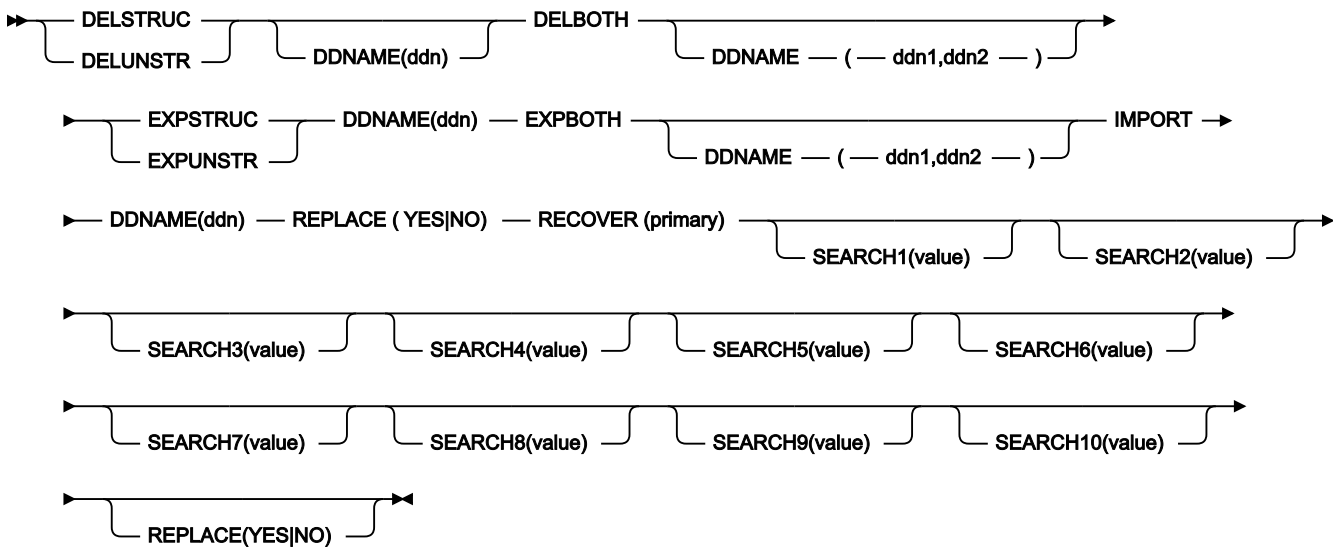 DELSTRUC DELBOTH
DELUNSTR DDNAME(ddn) DDNAME ( ddn1,ddn2 )
EXPSTRUC DDNAME(ddn) EXPBOTH IMPORT
EXPUNSTR DDNAME ( ddn1,ddn2 )
DDNAME(ddn) REPLACE ( YES|NO) RECOVER (primary)
SEARCH1(value) SEARCH2(value)
SEARCH3(value) SEARCH4(value) SEARCH5(value) SEARCH6(value)
SEARCH7(value) SEARCH8(value) SEARCH9(value) SEARCH10(value)
REPLACE(YES|NO)